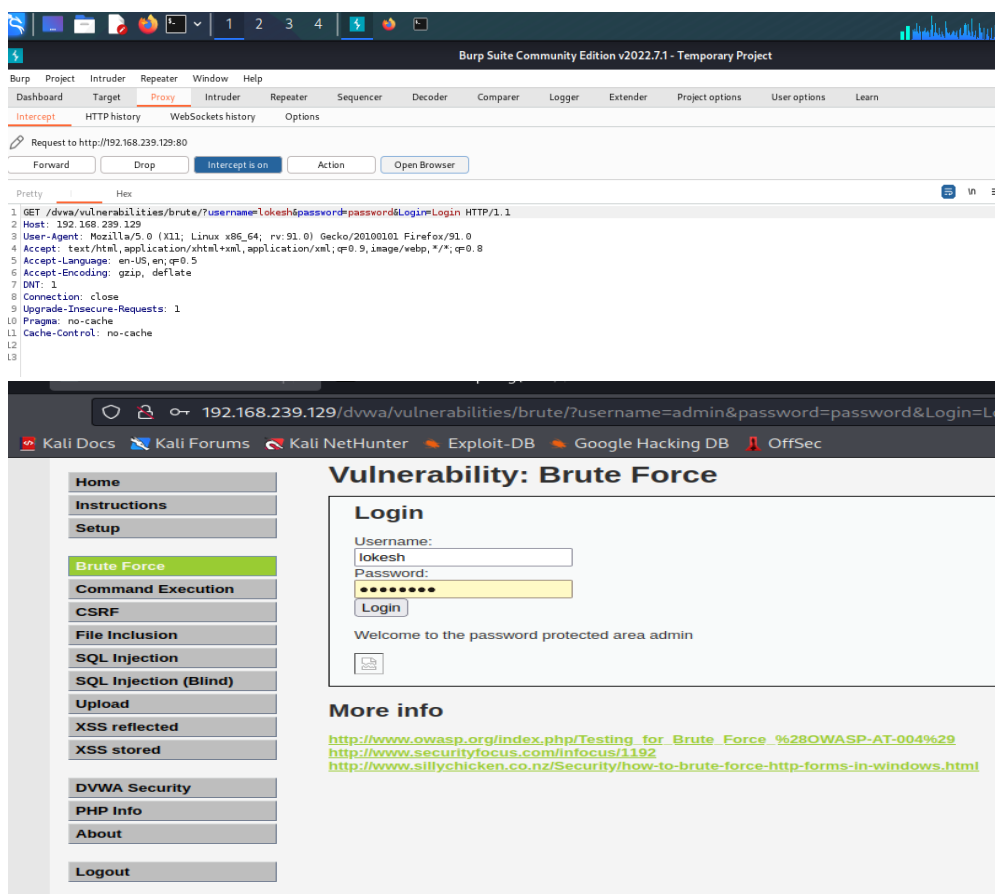 1 2 3 4
Burp Suite Community Edition v2022.7.1 - Temporary Project
Burp Project Intruder Repeater Window Help
Dashboard Target Proxy Intruder Repeater Sequencer Decoder Comparer Logger Extender Project options User options Learn
Intercept HTTP history WebSockets history Options
Request to http://192.168.239.129:80
Forward Drop Intercept is on Action Open Browser
Pretty Hex \n
1 GET /dvwa/vulnerabilities/brute/?username=lokesh&password=password&Login=Login HTTP/1.1
2 Host: 192.168.239.129
3 User-Agent: Mozilla/5.0 (X11; Linux x86_64; rv:91.0) Gecko/20100101 Firefox/91.0
4 Accept: text/html,application/xhtml+xml,application/xml;q=0.9,image/webp,*/*;q=0.8
5 Accept-Language: en-US,en;q=0.5
6 Accept-Encoding: gzip, deflate
7 DNT: 1
8 Connection: close
9 Upgrade-Insecure-Requests: 1
10 Pragma: no-cache
11 Cache-Control: no-cache
12
13
192.168.239.129/dvwa/vulnerabilities/brute/?username=admin&password=password&Login=L
Kali Docs Kali Forums Kali NetHunter Exploit-DB Google Hacking DB OffSec
Home
Instructions
Setup
Brute Force
Command Execution
CSRF
File Inclusion
SQL Injection
SQL Injection (Blind)
Upload
XSS reflected
XSS stored
DVWA Security
PHP Info
About
Logout
Vulnerability: Brute Force
Login
Username:
lokesh
Password:
••••••••
Login
Welcome to the password protected area admin
More info
http://www.owasp.org/index.php/Testing_for_Brute_Force_%28OWASP-AT-004%29
http://www.securityfocus.com/infocus/1192
http://www.sillychicken.co.nz/Security/how-to-brute-force-http-forms-in-windows.html